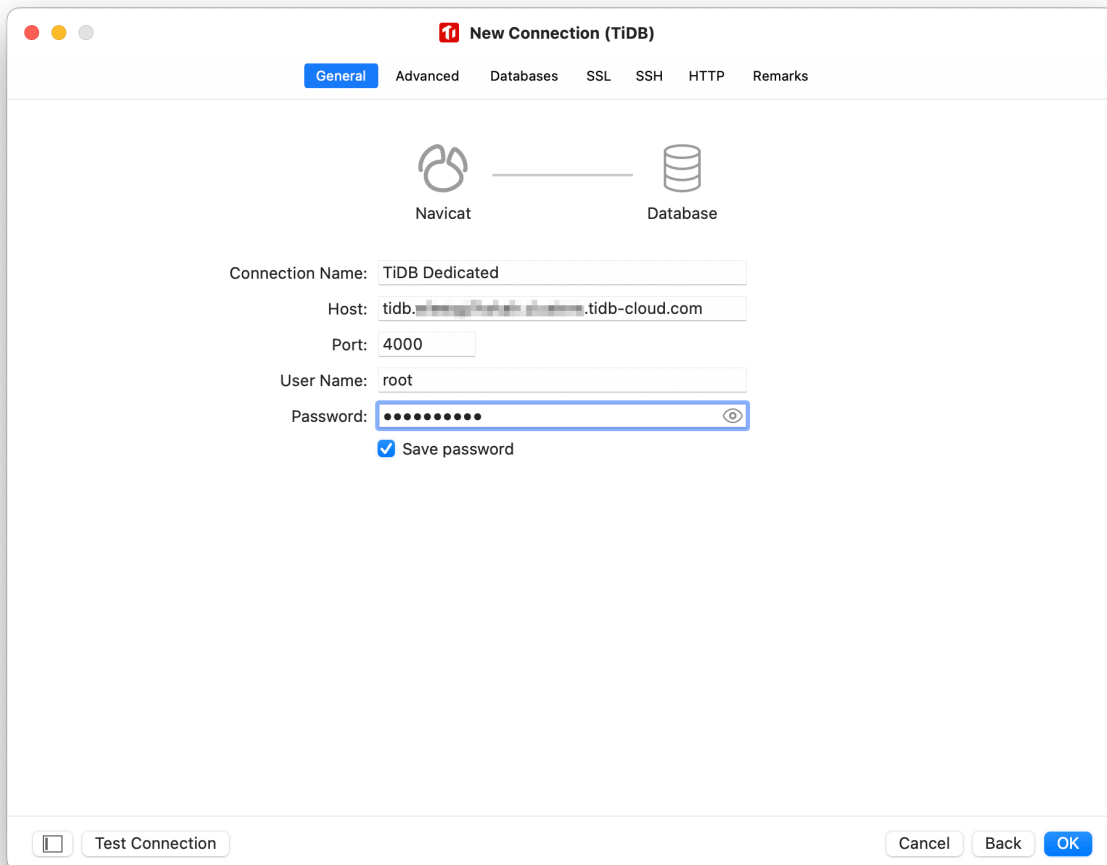 New Connection (TiDB)
General Advanced Databases SSL SSH HTTP Remarks
Navicat Database
Connection Name: TiDB Dedicated
Host: tidb. .tidb-cloud.com
Port: 4000
User Name: root
Password: ●●●●●●●●●●
Save password
Test Connection Cancel Back OK